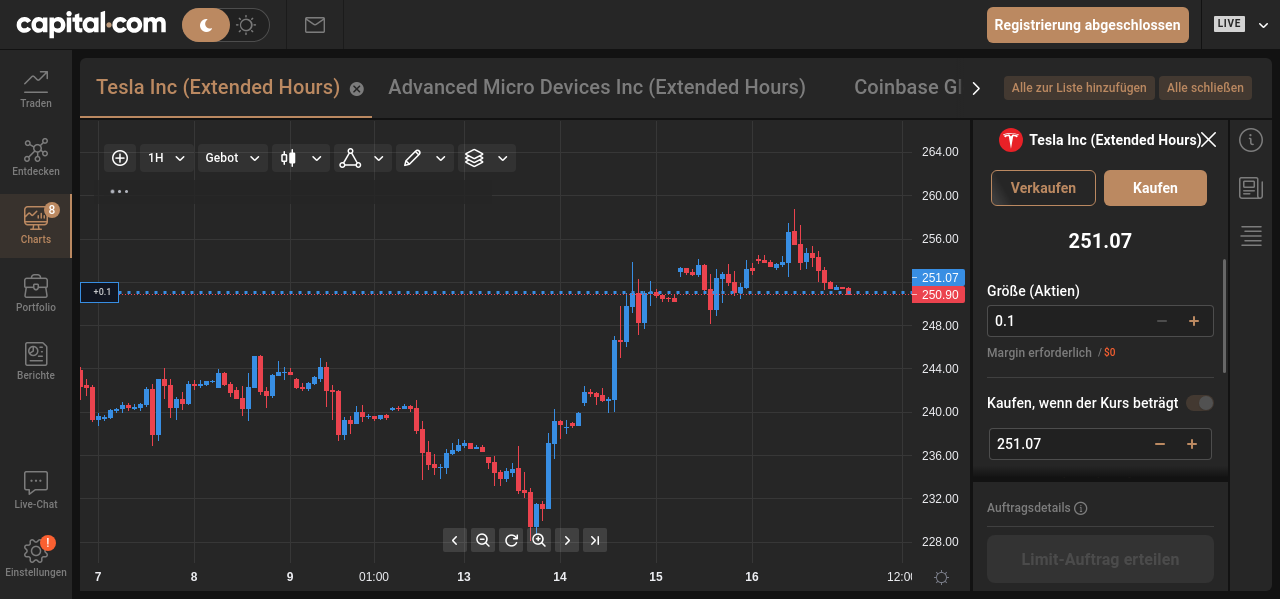 capital.com
Registrierung abgeschlossen
LIVE
Traden
Entdecken
8
Charts
Portfolio
Berichte
Live-Chat
!
Einstellungen
Tesla Inc (Extended Hours)
Advanced Micro Devices Inc (Extended Hours)
Coinbase Gl
Alle zur Liste hinzufügen
Alle schließen
1H
Gebot
+0.1
264.00
260.00
256.00
251.07
250.90
248.00
244.00
240.00
236.00
232.00
228.00
7
8
9
01:00
13
14
15
16
12:00
Tesla Inc (Extended Hours)
Verkaufen
Kaufen
251.07
Größe (Aktien)
0.1
Margin erforderlich / $0
Kaufen, wenn der Kurs beträgt
251.07
Auftragsdetails
Limit-Auftrag erteilen